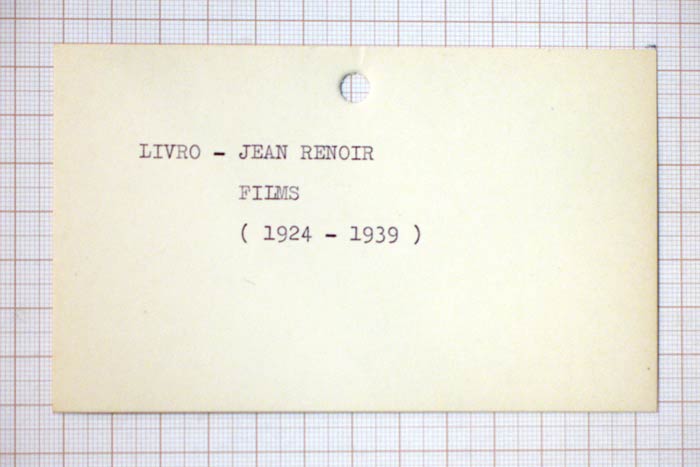 LIVRO - JEAN RENOIR
FILMS
( 1924 - 1939 )